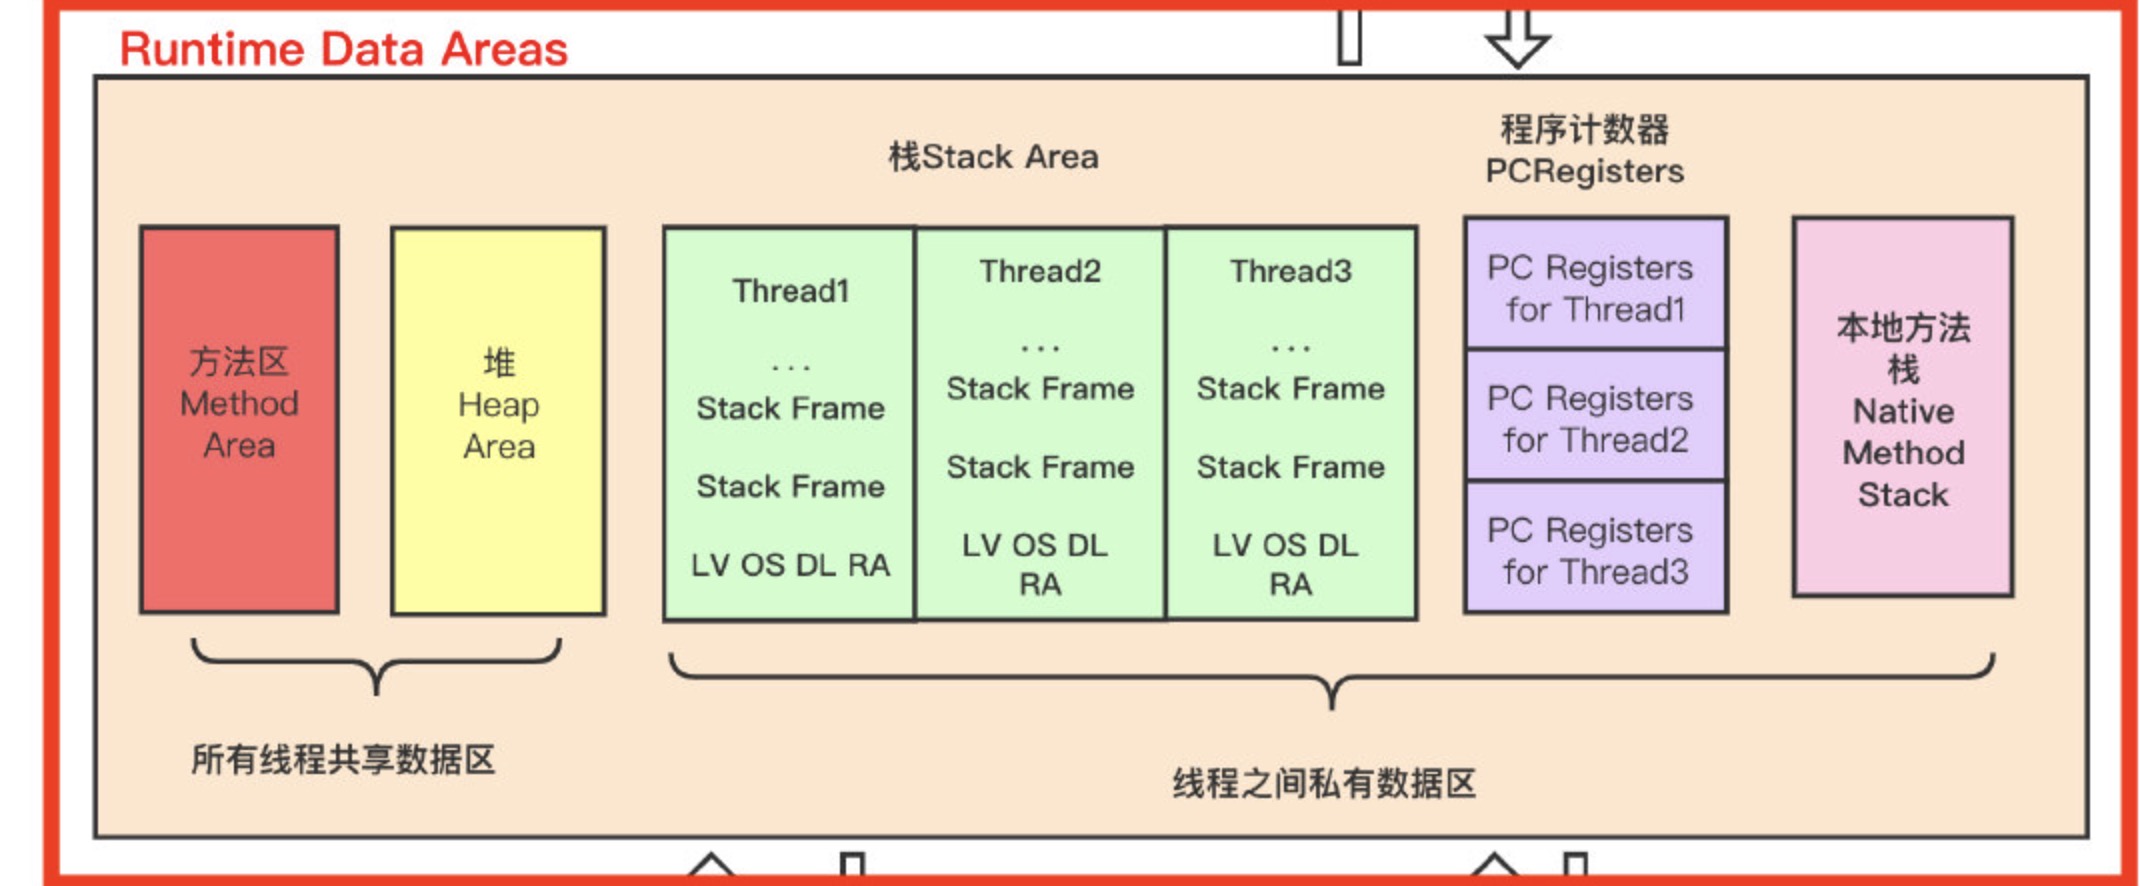 Runtime Data Areas
栈Stack Area
程序计数器
PCRegisters
方法区
Method
Area
堆
Heap
Area
Thread1
...
Stack Frame
Stack Frame
LV OS DL RA
Thread2
...
Stack Frame
Stack Frame
LV OS DL
RA
Thread3
...
Stack Frame
Stack Frame
LV OS DL
RA
PC Registers
for Thread1
PC Registers
for Thread2
PC Registers
for Thread3
本地方法
栈
Native
Method
Stack
所有线程共享数据区
线程之间私有数据区